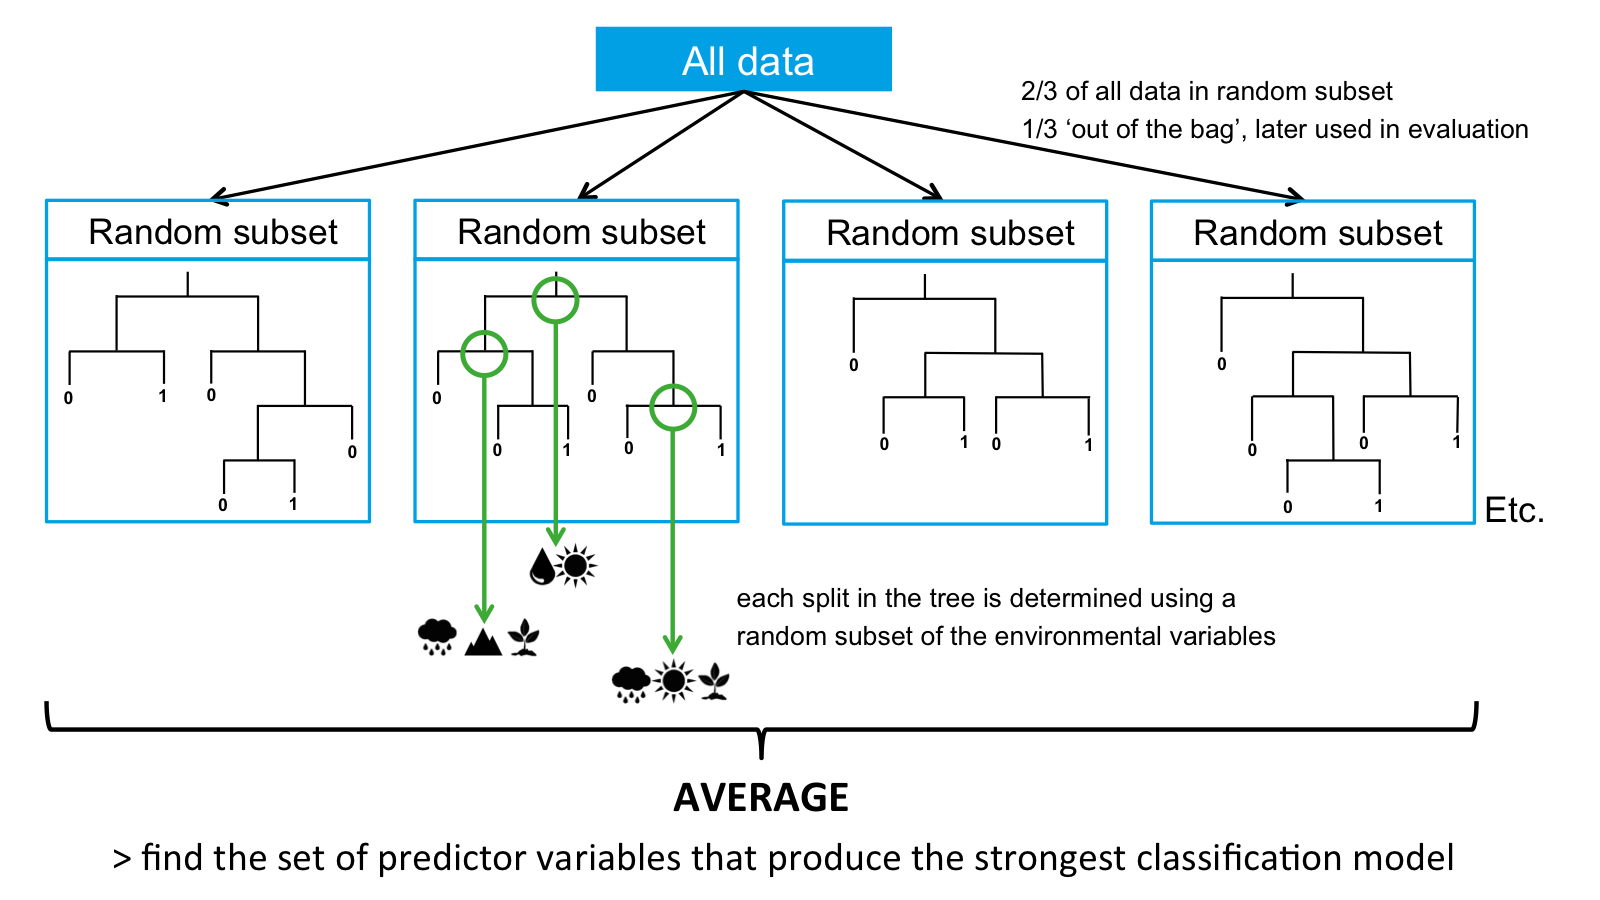 All data
2/3 of all data in random subset
1/3 ‘out of the bag’, later used in evaluation
Random subset
Random subset
Random subset
Random subset
0 1 0 0 0 1
0 0 1 0 0 1
0 0 1 0 1
0 0 0 1 0 1
Etc.
each split in the tree is determined using a
random subset of the environmental variables
AVERAGE
> find the set of predictor variables that produce the strongest classification model